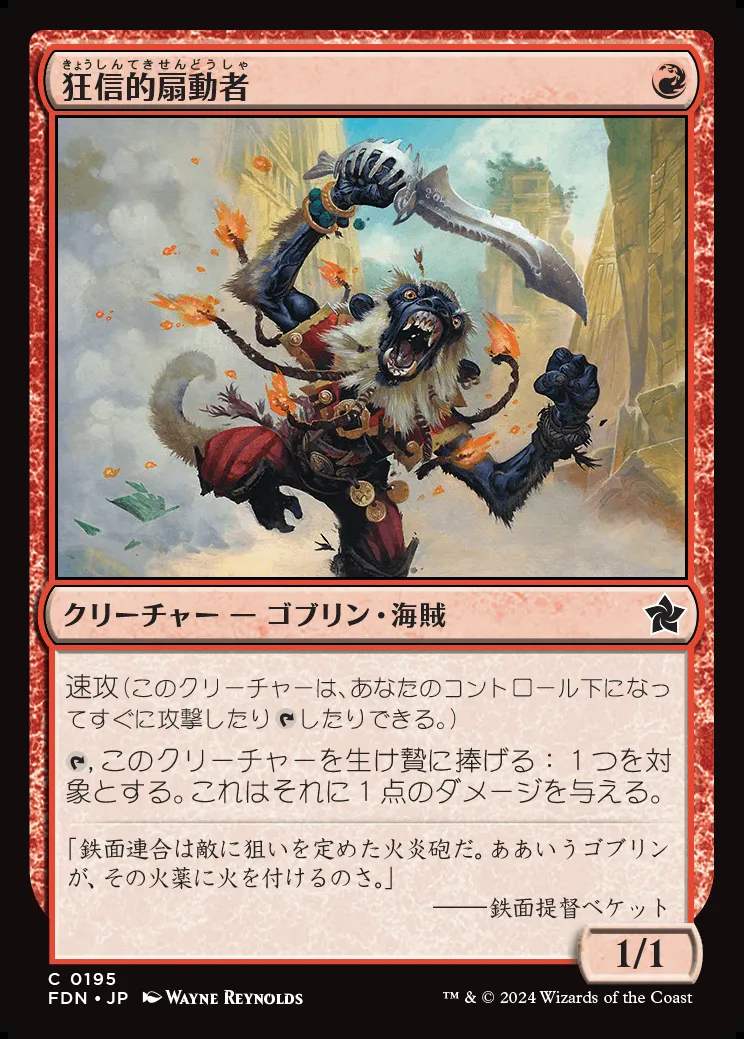 きょうしんてきせんどうしゃ
狂信的扇動者
クリーチャー — ゴブリン・海賊
速攻(このクリーチャーは、あなたのコントロール下になっ
てすぐに攻撃したり したりできる。)
,このクリーチャーを生け贄に捧げる:1つを対
象とする。これはそれに1点のダメージを与える。
「鉄面連合は敵に狙いを定めた火炎砲だ。ああいうゴブリン
が、その火薬に火を付けるのさ。」
——鉄面提督ベケット
1/1
C 0195
FDN • JP Wayne Reynolds
™ & © 2024 Wizards of the Coast